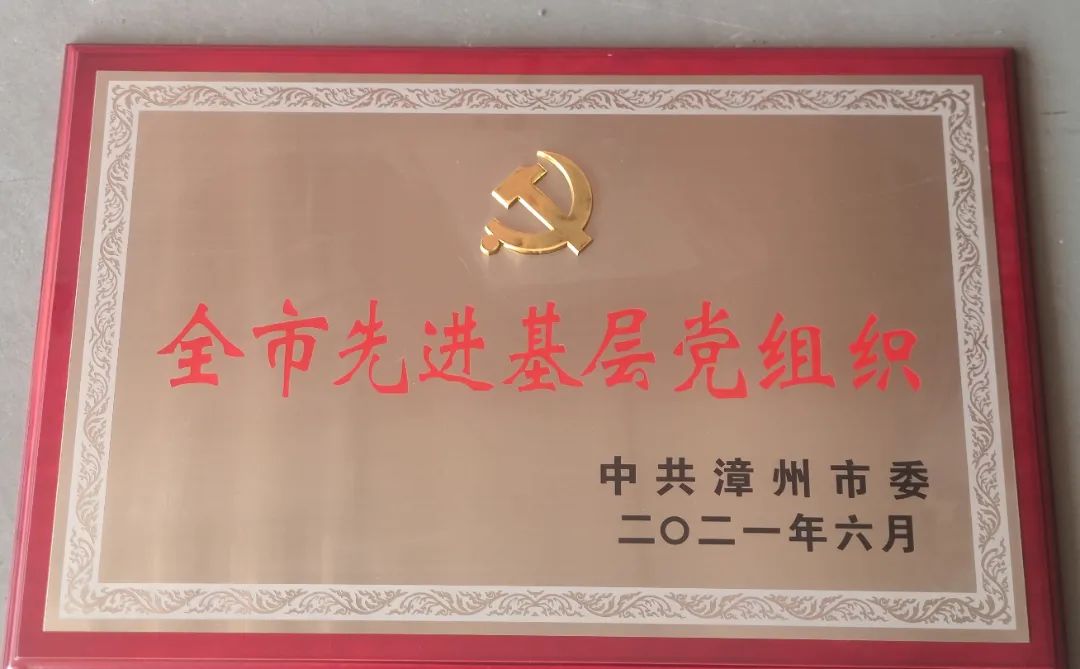 全市先进基层党组织
中共漳州市委
二〇二一年六月